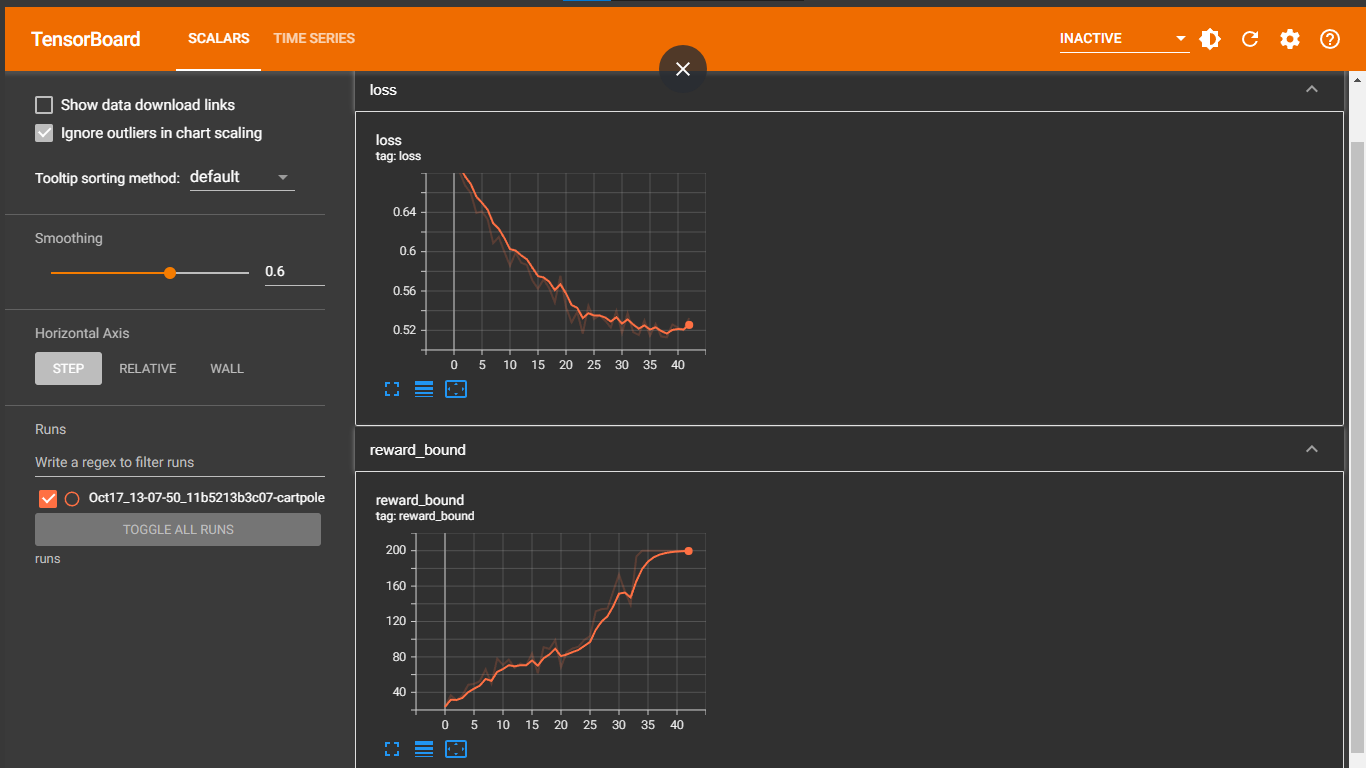 TensorBoard SCALARS TIME SERIES INACTIVE
Show data download links
Ignore outliers in chart scaling
Tooltip sorting method: default
Smoothing
0.6
Horizontal Axis
STEP RELATIVE WALL
Runs
Write a regex to filter runs
Oct17_13-07-50_11b5213b3c07-cartpole
TOGGLE ALL RUNS
runs
loss
loss
tag: loss
0.64
0.6
0.56
0.52
0 5 10 15 20 25 30 35 40
reward_bound
reward_bound
tag: reward_bound
200
160
120
80
40
0 5 10 15 20 25 30 35 40